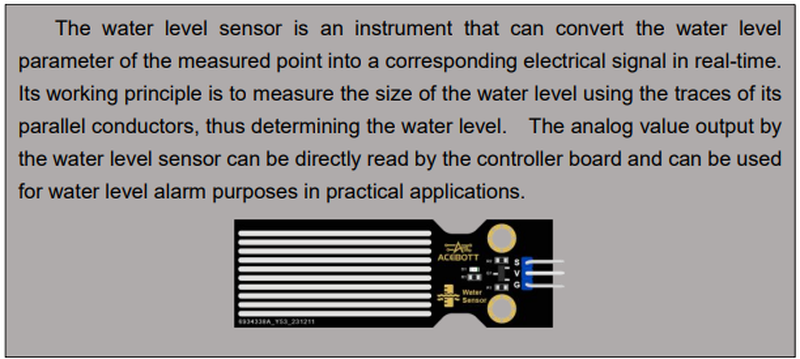 The water level sensor is an instrument that can convert the water level
parameter of the measured point into a corresponding electrical signal in real-time.
Its working principle is to measure the size of the water level using the traces of its
parallel conductors, thus determining the water level. The analog value output by
the water level sensor can be directly read by the controller board and can be used
for water level alarm purposes in practical applications.
ACEBOTT
S
V
G
Water
Sensor
6934338A_YS3_231211